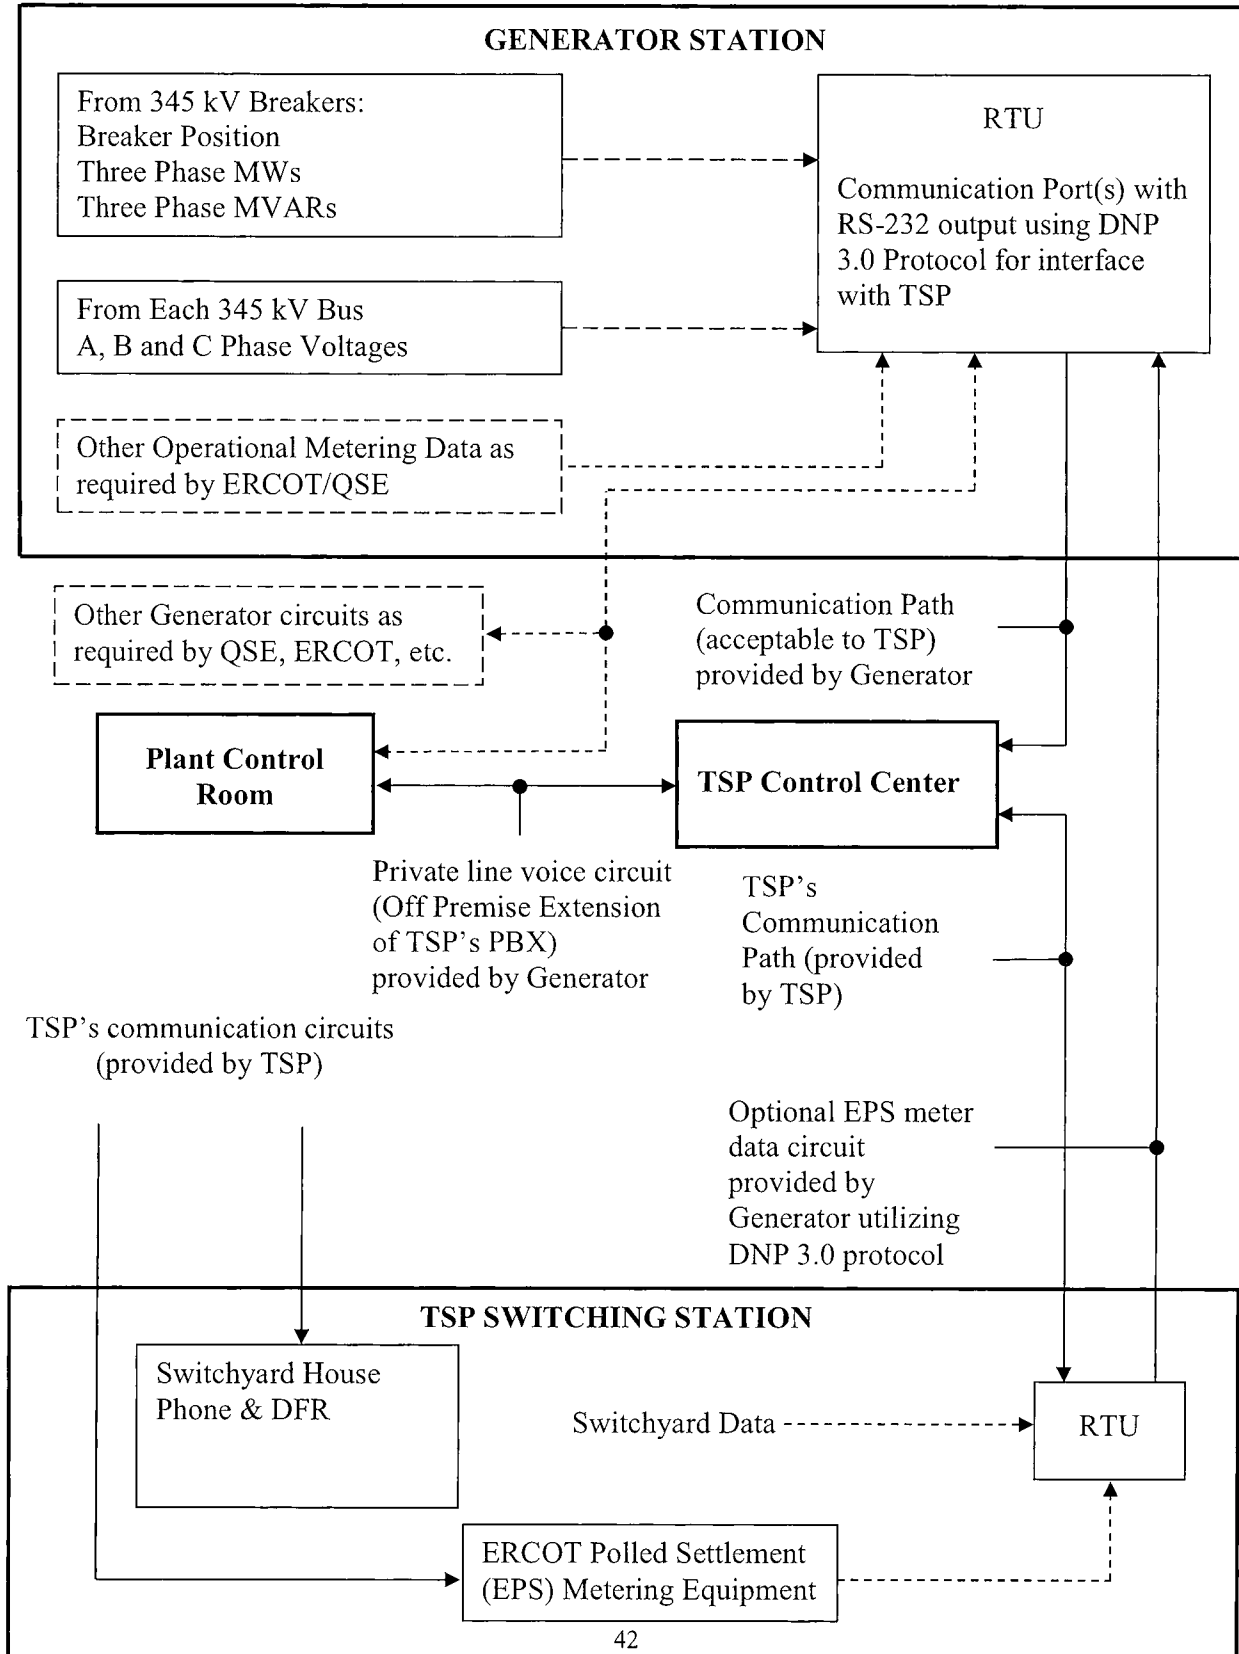 GENERATOR STATION
From 345 kV Breakers:
Breaker Position
Three Phase MWs
Three Phase MVARs
RTU
Communication Port(s) with
RS-232 output using DNP
3.0 Protocol for interface
with TSP
From Each 345 kV Bus
A, B and C Phase Voltages
Other Operational Metering Data as
required by ERCOT/QSE
Other Generator circuits as
required by QSE, ERCOT, etc.
Communication Path
(acceptable to TSP)
provided by Generator
Plant Control
Room
TSP Control Center
Private line voice circuit
(Off Premise Extension
of TSP's PBX)
provided by Generator
TSP's
Communication
Path (provided
by TSP)
TSP's communication circuits
(provided by TSP)
Optional EPS meter
data circuit
provided by
Generator utilizing
DNP 3.0 protocol
TSP SWITCHING STATION
Switchyard House
Phone & DFR
Switchyard Data
RTU
ERCOT Polled Settlement
(EPS) Metering Equipment
42